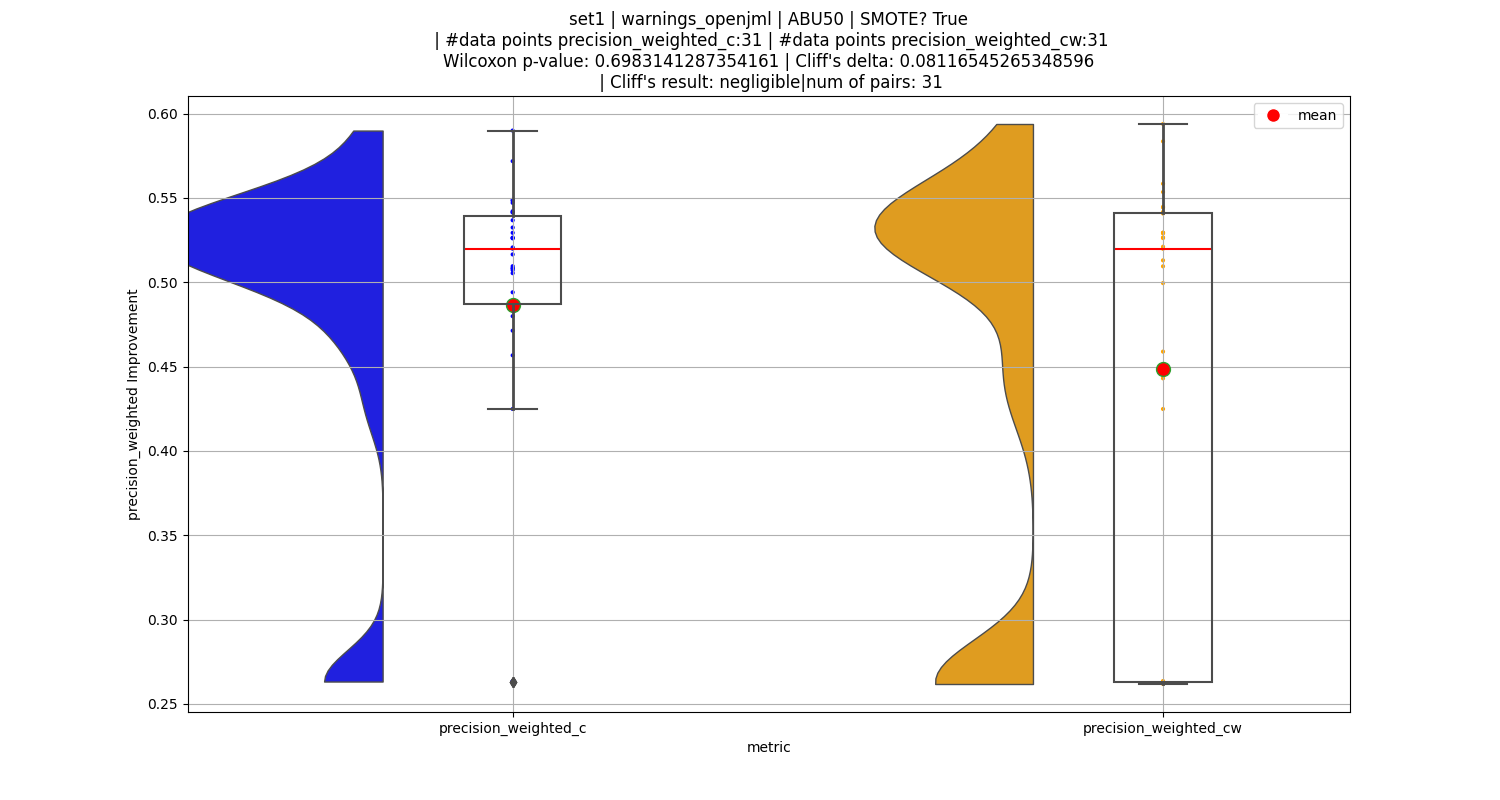 set1 | warnings_openjml | ABU50 | SMOTE? True
| #data points precision_weighted_c:31 | #data points precision_weighted_cw:31
Wilcoxon p-value: 0.6983141287354161 | Cliff's delta: 0.08116545265348596
| Cliff's result: negligible|num of pairs: 31
mean
0.60
0.55
0.50
0.45
0.40
0.35
0.30
0.25
precision_weighted Improvement
precision_weighted_c
precision_weighted_cw
metric